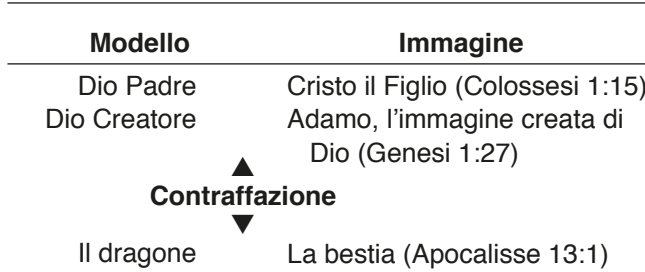 Modello Immagine
Dio Padre Cristo il Figlio (Colossesi 1:15)
Dio Creatore Adamo, l'immagine creata di
Dio (Genesi 1:27)
▲
Contraffazione
▼
Il dragone La bestia (Apocalisse 13:1)